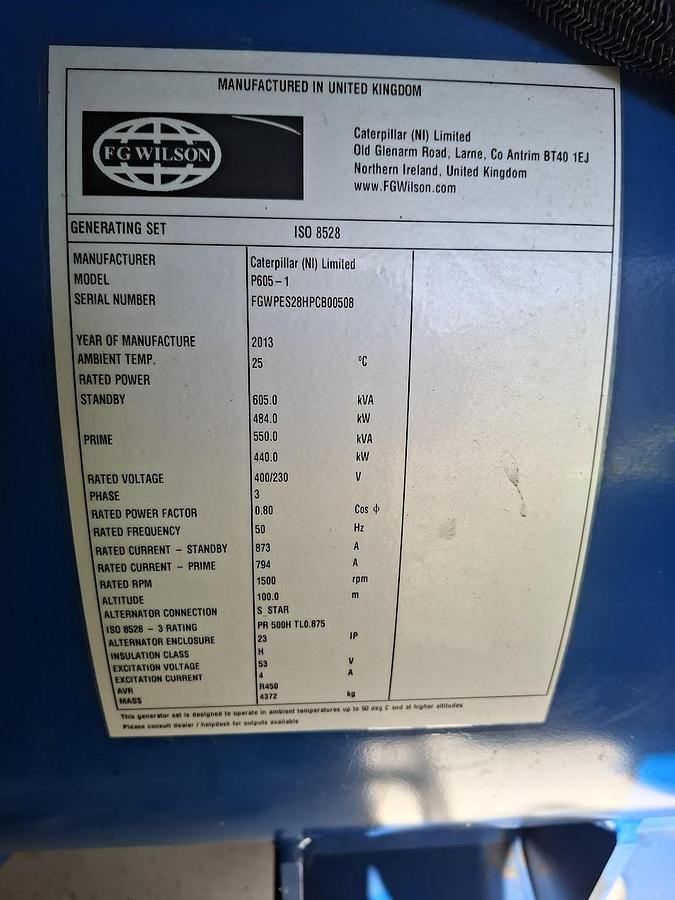 MANUFACTURED IN UNITED KINGDOM
FG WILSON
Caterpillar (NI) Limited
Old Glenarm Road, Larne, Co Antrim BT40 1EJ
Northern Ireland, United Kingdom
www.FGWilson.com
GENERATING SET ISO 8528
MANUFACTURER Caterpillar (NI) Limited
MODEL P605-1
SERIAL NUMBER FGWPES28HPCB00508
YEAR OF MANUFACTURE 2013
AMBIENT TEMP. 25 °C
RATED POWER
STANDBY 605.0 kVA
484.0 kW
PRIME 550.0 kVA
440.0 kW
RATED VOLTAGE 400/230 V
PHASE 3
RATED POWER FACTOR 0.80 Cos ϕ
RATED FREQUENCY 50 Hz
RATED CURRENT - STANDBY 873 A
RATED CURRENT - PRIME 794 A
RATED RPM 1500 rpm
ALTITUDE 100.0 m
ALTERNATOR CONNECTION S STAR
ISO 8528 - 3 RATING PR 500H TL0.875
ALTERNATOR ENCLOSURE 23 IP
INSULATION CLASS H
EXCITATION VOLTAGE 53 V
EXCITATION CURRENT 4 A
AVR R450
MASS 4372 kg
This generator set is designed to operate in ambient temperatures up to 50 deg C and at higher altitudes
Please consult dealer / helpdesk for outputs available